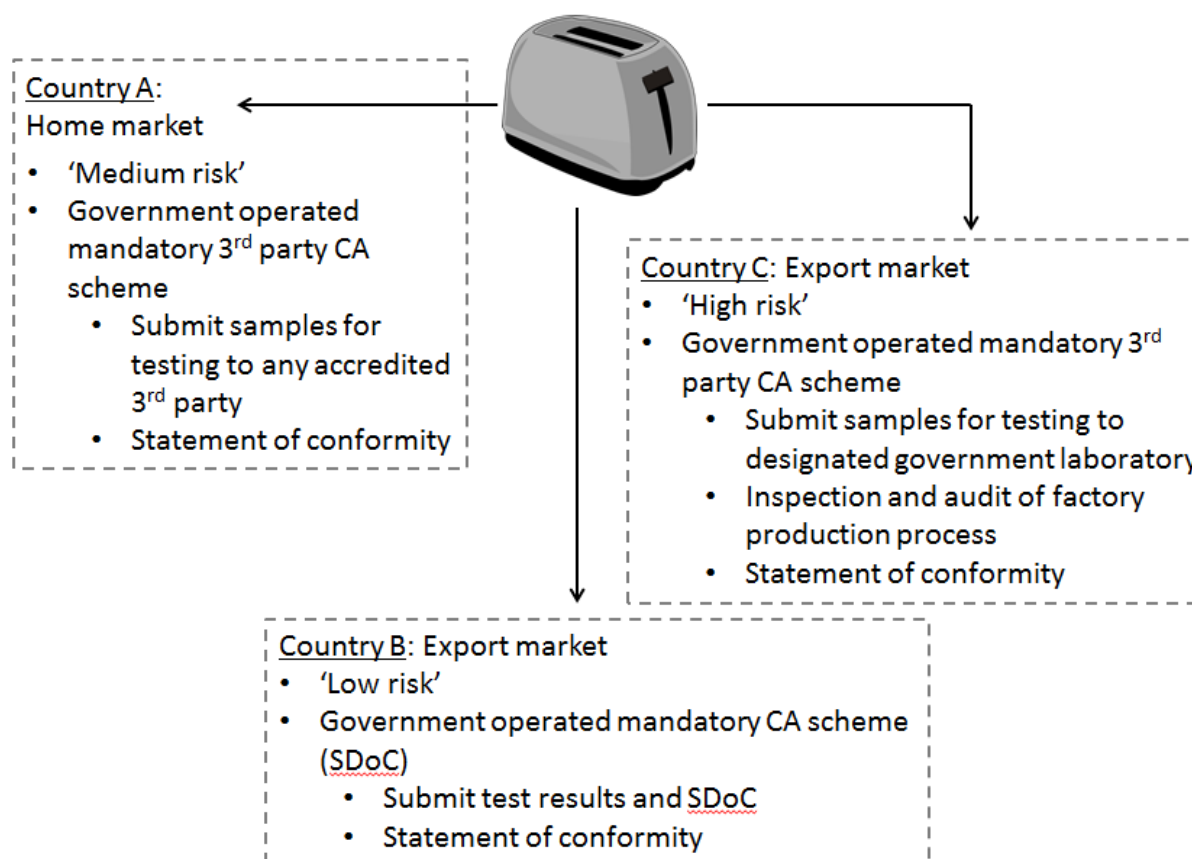 Country A:
Home market
• ‘Medium risk’
• Government operated
mandatory 3rd party CA
scheme
• Submit samples for
testing to any accredited
3rd party
• Statement of conformity
Country C: Export market
• ‘High risk’
• Government operated mandatory 3rd
party CA scheme
• Submit samples for testing to
designated government laboratory
• Inspection and audit of factory
production process
• Statement of conformity
Country B: Export market
• ‘Low risk’
• Government operated mandatory CA scheme
(SDoC)
• Submit test results and SDoC
• Statement of conformity